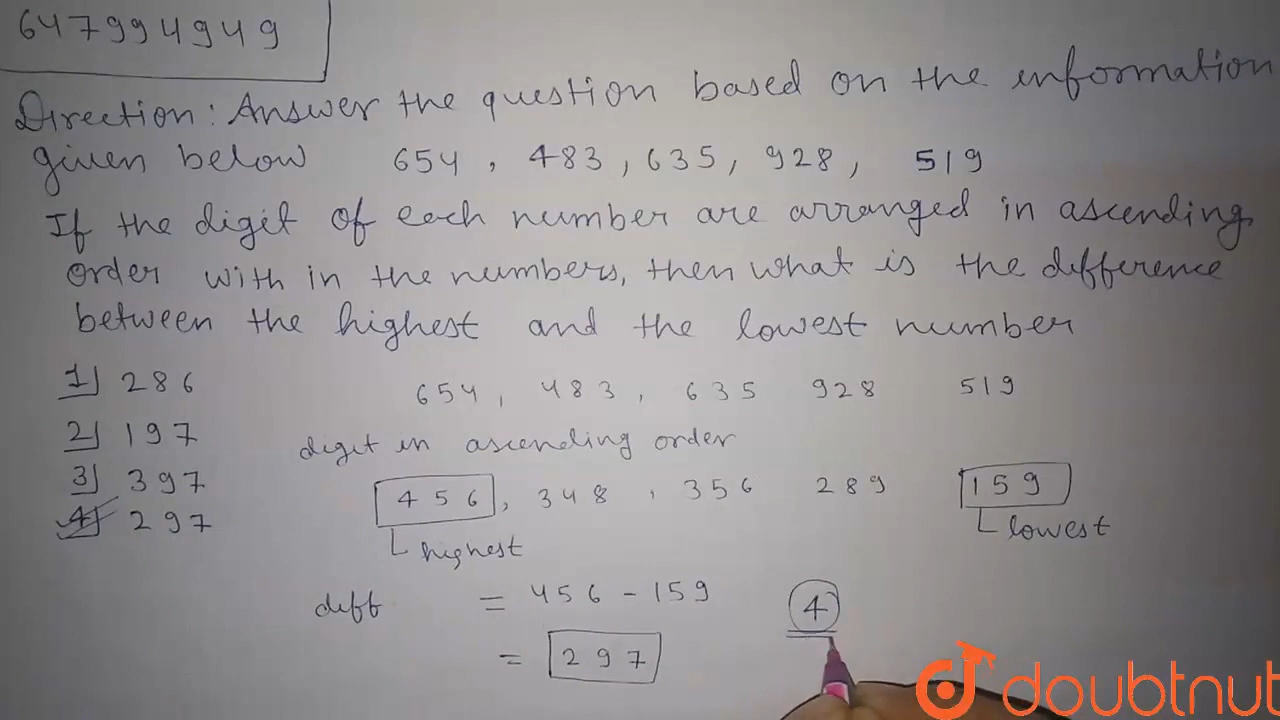 647994949
Direction: Answer the question based on the information
given below 654, 483, 635, 928, 519
If the digit of each number are arranged in ascending
order with in the numbers, then what is the difference
between the highest and the lowest number
1) 286
654, 483, 635 928 519
2) 197
digit in ascending order
3) 397
456, 348, 356 289 159
4) 297
highest
lowest
diff = 456 - 159
4
= 297
doubtnut